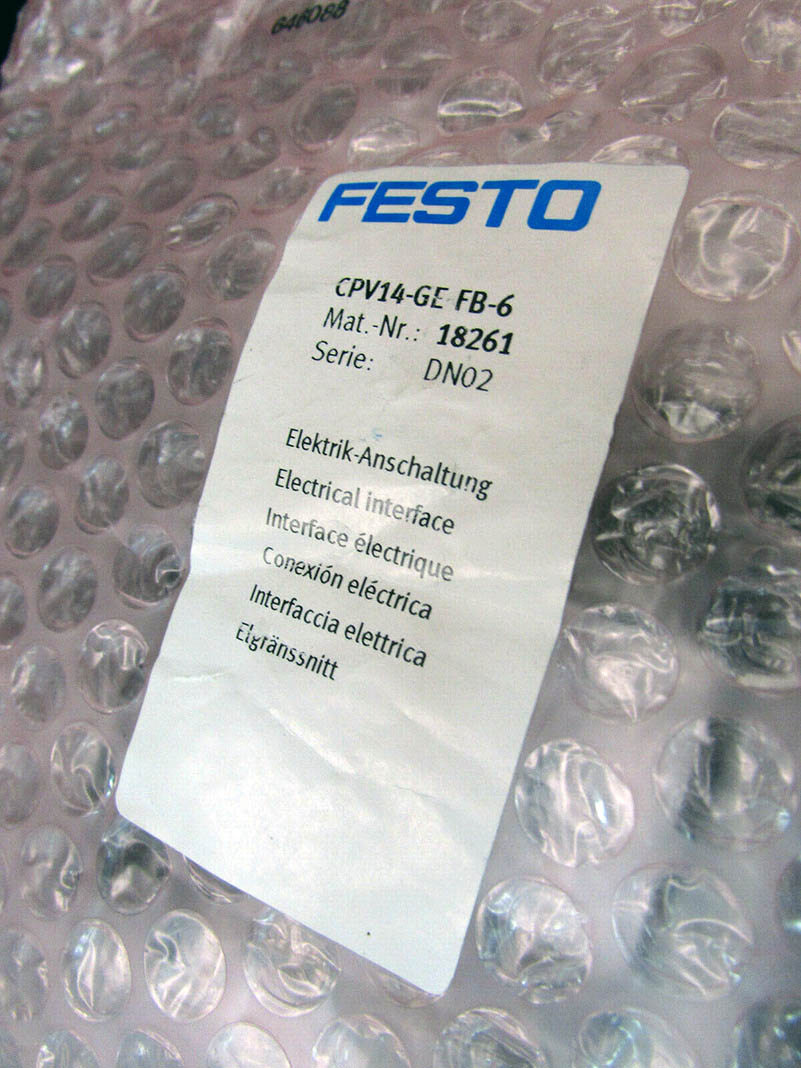 646088
FESTO
CPV14-GE FB-6
Mat.-Nr.: 18261
Serie: DN02
Elektrik-Anschaltung
Electrical interface
Interface électrique
Conexión eléctrica
Interfaccia elettrica
Elgränssnitt